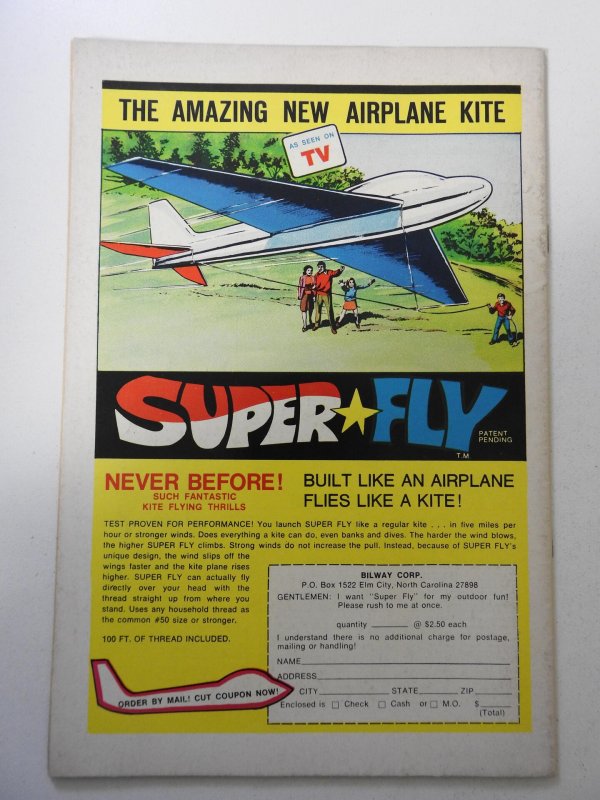 THE AMAZING NEW AIRPLANE KITE
AS SEEN ON
TV
SUPER★FLY
PATENT
PENDING
T.M
NEVER BEFORE!
SUCH FANTASTIC
KITE FLYING THRILLS
BUILT LIKE AN AIRPLANE
FLIES LIKE A KITE!
TEST PROVEN FOR PERFORMANCE! You launch SUPER FLY like a regular kite . . . in five miles per
hour or stronger winds. Does everything a kite can do, even banks and dives. The harder the wind blows,
the higher SUPER FLY climbs. Strong winds do not increase the pull. Instead, because of SUPER FLY's
unique design, the wind slips off the
wings faster and the kite plane rises
higher. SUPER FLY can actually fly
directly over your head with the
thread straight up from where you
stand. Uses any household thread as
the common #50 size or stronger.
100 FT. OF THREAD INCLUDED.
ORDER BY MAIL! CUT COUPON NOW!
BILWAY CORP.
P.O. Box 1522 Elm City, North Carolina 27898
GENTLEMEN: I want "Super Fly" for my outdoor fun!
Please rush to me at once.
quantity ________ @ $2.50 each
I understand there is no additional charge for postage,
mailing or handling!
NAME
ADDRESS
CITY STATE ZIP
Enclosed is □ Check □ Cash or □ M.O. $
(Total)